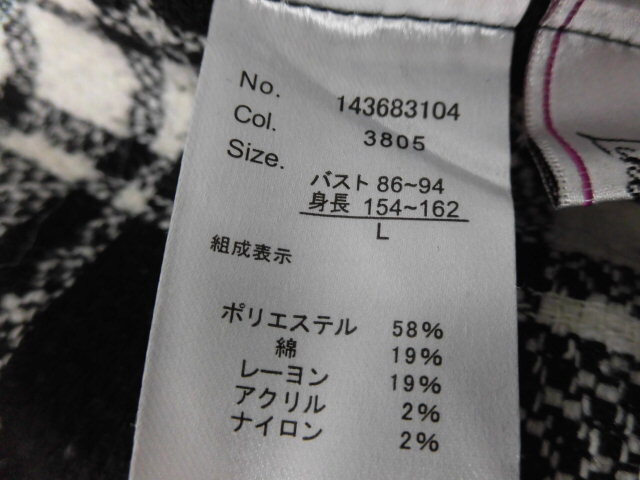 No. 143683104
Col. 3805
Size. バスト 86~94
身長 154~162
L
組成表示
ポリエステル 58%
綿 19%
レーヨン 19%
アクリル 2%
ナイロン 2%